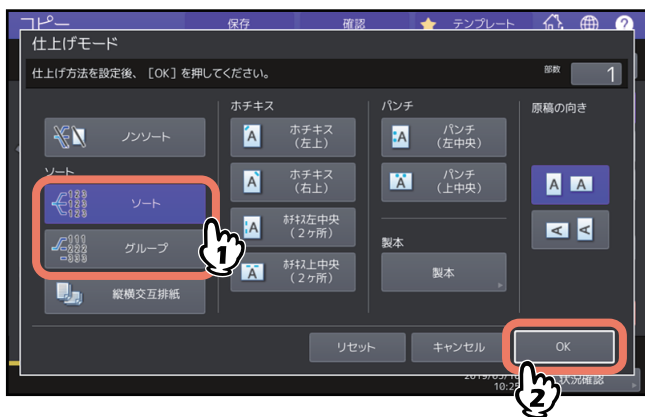 コピー
保存
確認
テンプレート
?
仕上げモード
仕上げ方法を設定後、[OK]を押してください。
部数
1
ホチキス
パンチ
原稿の向き
ノンソート
ホチキス
(左上)
パンチ
(左中央)
ソート
ソート
ホチキス
(右上)
パンチ
(上中央)
グループ
ホチキス左中央
(2ヶ所)
製本
縦横交互排紙
ホチキス上中央
(2ヶ所)
製本
リセット
キャンセル
OK
10:25
状況確認
1
2